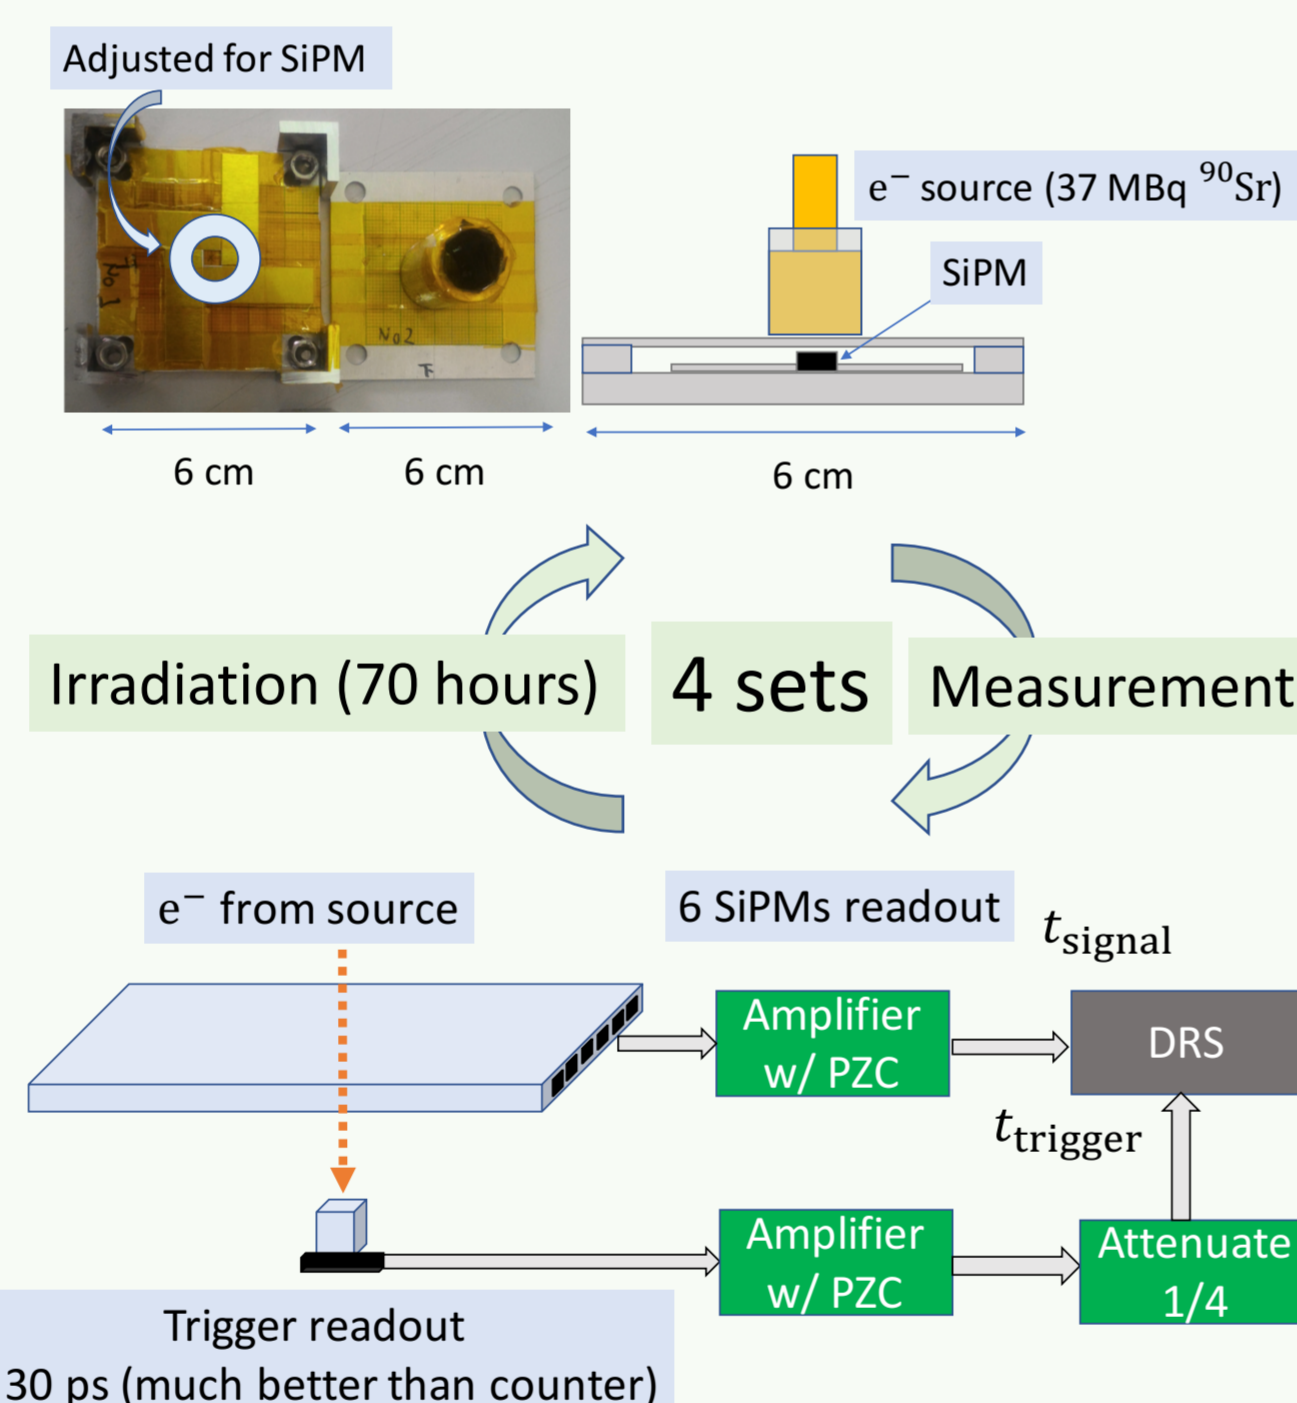 Adjusted for SiPM
e⁻ source (37 MBq ⁹⁰Sr)
SiPM
No2
6 cm
6 cm
6 cm
Irradiation (70 hours)
4 sets
Measurement
e⁻ from source
6 SiPMs readout
t_signal
Amplifier
w/ PZC
DRS
t_trigger
Amplifier
w/ PZC
Attenuate
1/4
Trigger readout
30 ps (much better than counter)